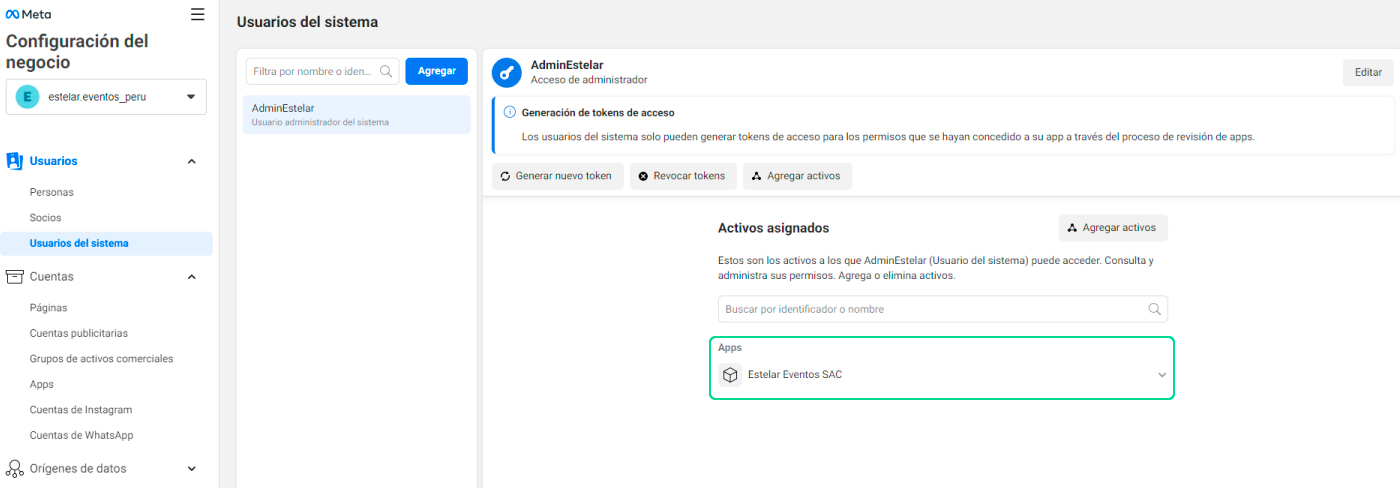 Meta
Configuración del
negocio
E
estelar.eventos_peru
Usuarios
Personas
Socios
Usuarios del sistema
Cuentas
Páginas
Cuentas publicitarias
Grupos de activos comerciales
Apps
Cuentas de Instagram
Cuentas de WhatsApp
Orígenes de datos
Usuarios del sistema
Filtra por nombre o iden...
Agregar
AdminEstelar
Usuario administrador del sistema
AdminEstelar
Acceso de administrador
Editar
Generación de tokens de acceso
Los usuarios del sistema solo pueden generar tokens de acceso para los permisos que se hayan concedido a su app a través del proceso de revisión de apps.
Generar nuevo token
Revocar tokens
Agregar activos
Activos asignados
Agregar activos
Estos son los activos a los que AdminEstelar (Usuario del sistema) puede acceder. Consulta y
administra sus permisos. Agrega o elimina activos.
Buscar por identificador o nombre
Apps
Estelar Eventos SAC